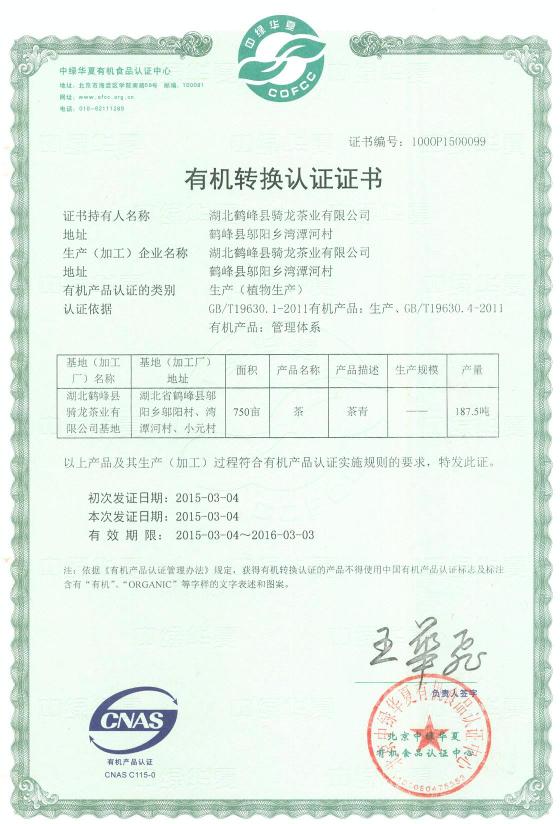 中绿华夏
COFCC
中绿华夏有机食品认证中心
地址：北京市海淀区学院南路59号 邮编：100081
网址：www.ofcc.org.cn
电话：010-62111289
证书编号：1000P1500099
有机转换认证证书
证书持有人名称 湖北鹤峰县骑龙茶业有限公司
地址 鹤峰县邬阳乡湾潭河村
生产（加工）企业名称 湖北鹤峰县骑龙茶业有限公司
地址 鹤峰县邬阳乡湾潭河村
有机产品认证的类别 生产（植物生产）
认证依据 GB/T19630.1-2011有机产品：生产、GB/T19630.4-2011
有机产品：管理体系
基地（加工厂）名称 基地（加工厂）地址 面积 产品名称 产品描述 生产规模 产量
湖北鹤峰县骑龙茶业有限公司基地 湖北省鹤峰县邬阳乡邬阳村、湾潭河村、小元村 750亩 茶 茶青 —— 187.5吨
以上产品及其生产（加工）过程符合有机产品认证实施规则的要求，特发此证。
初次发证日期：2015-03-04
本次发证日期：2015-03-04
有 效 期 限：2015-03-04～2016-03-03
注：依据《有机产品认证管理办法》规定，获得有机转换认证的产品不得使用中国有机产品认证标志及标注
含有“有机”、“ORGANIC”等字样的文字表述和图案。
王華飛
负责人签字
北京中绿华夏有机食品认证中心
北京中绿华夏
有机食品认证中心
CNAS
有机产品认证
CNAS C115-0